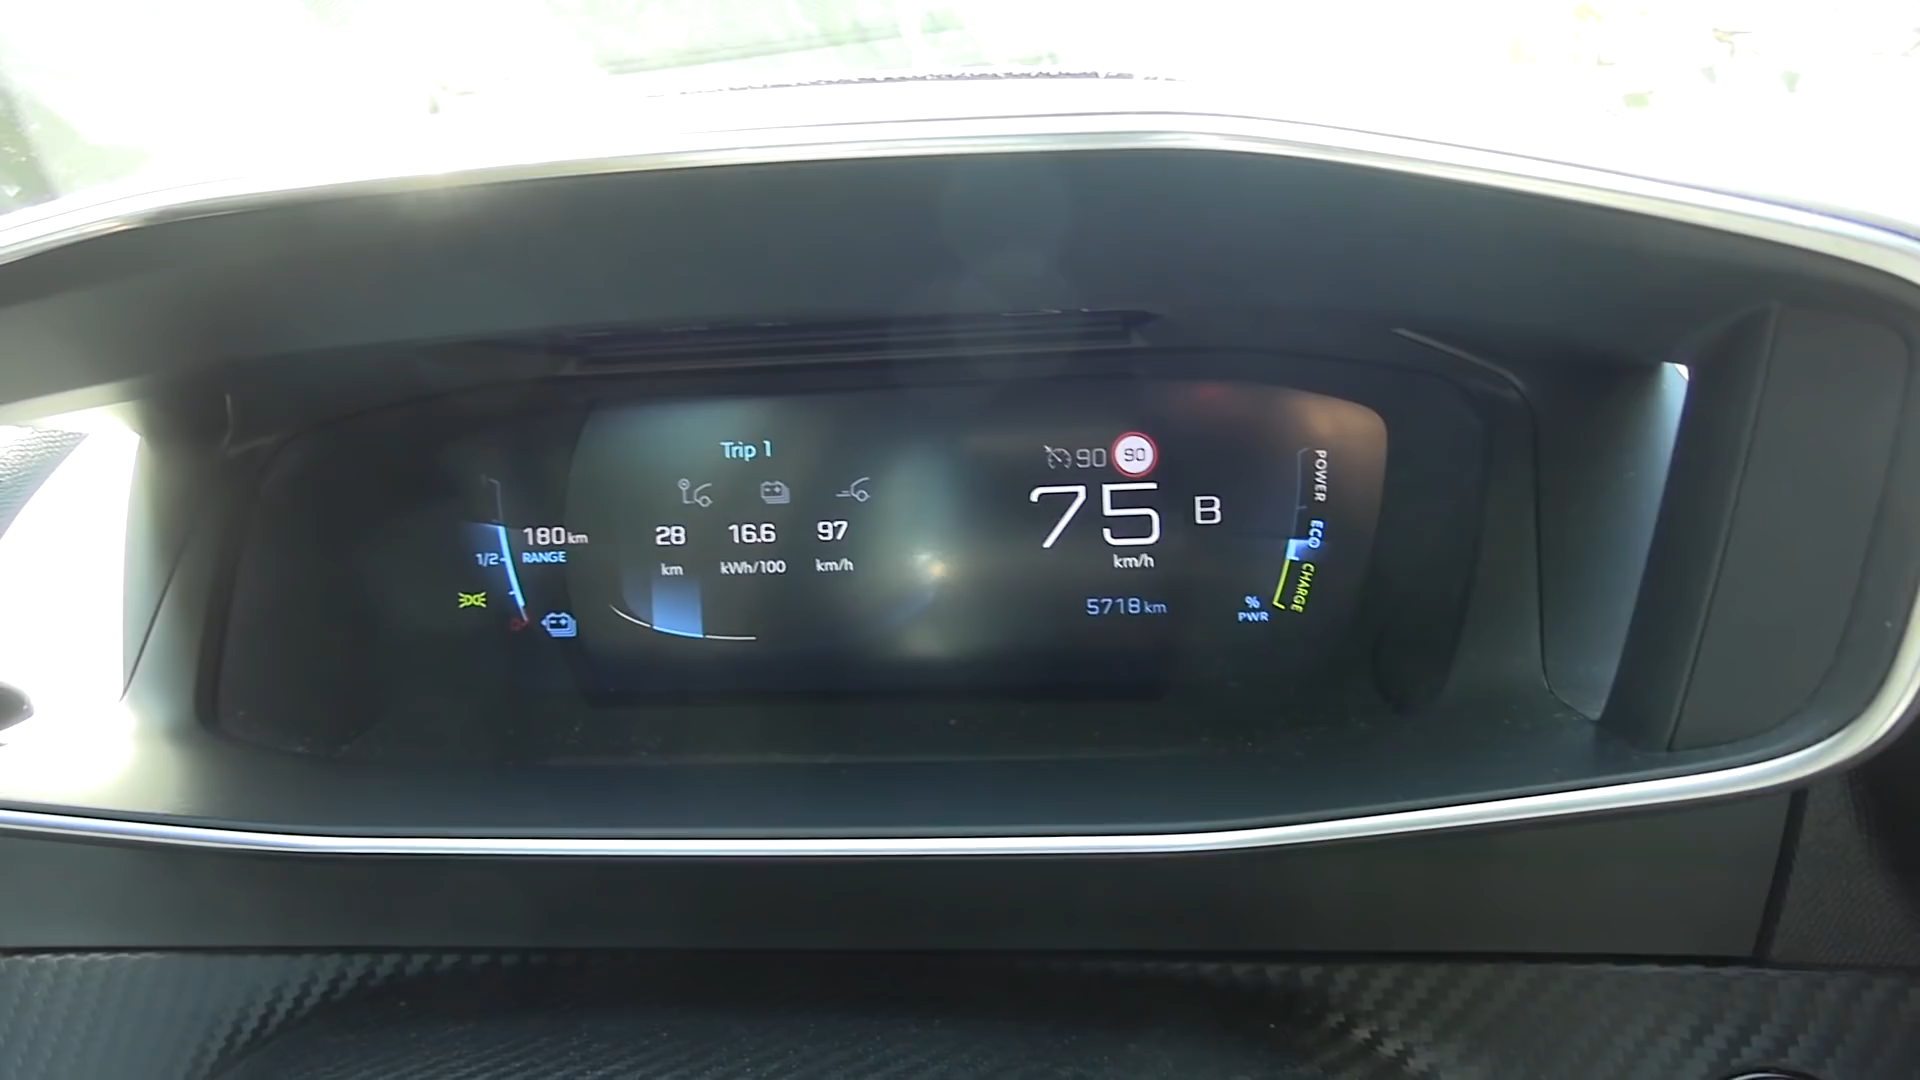 Trip 1
28 16.6 97
km kWh/100 km/h
180 km
RANGE
1/2
0
90 90
75 B
km/h
5718 km
POWER
ECO
CHARGE
%
PWR